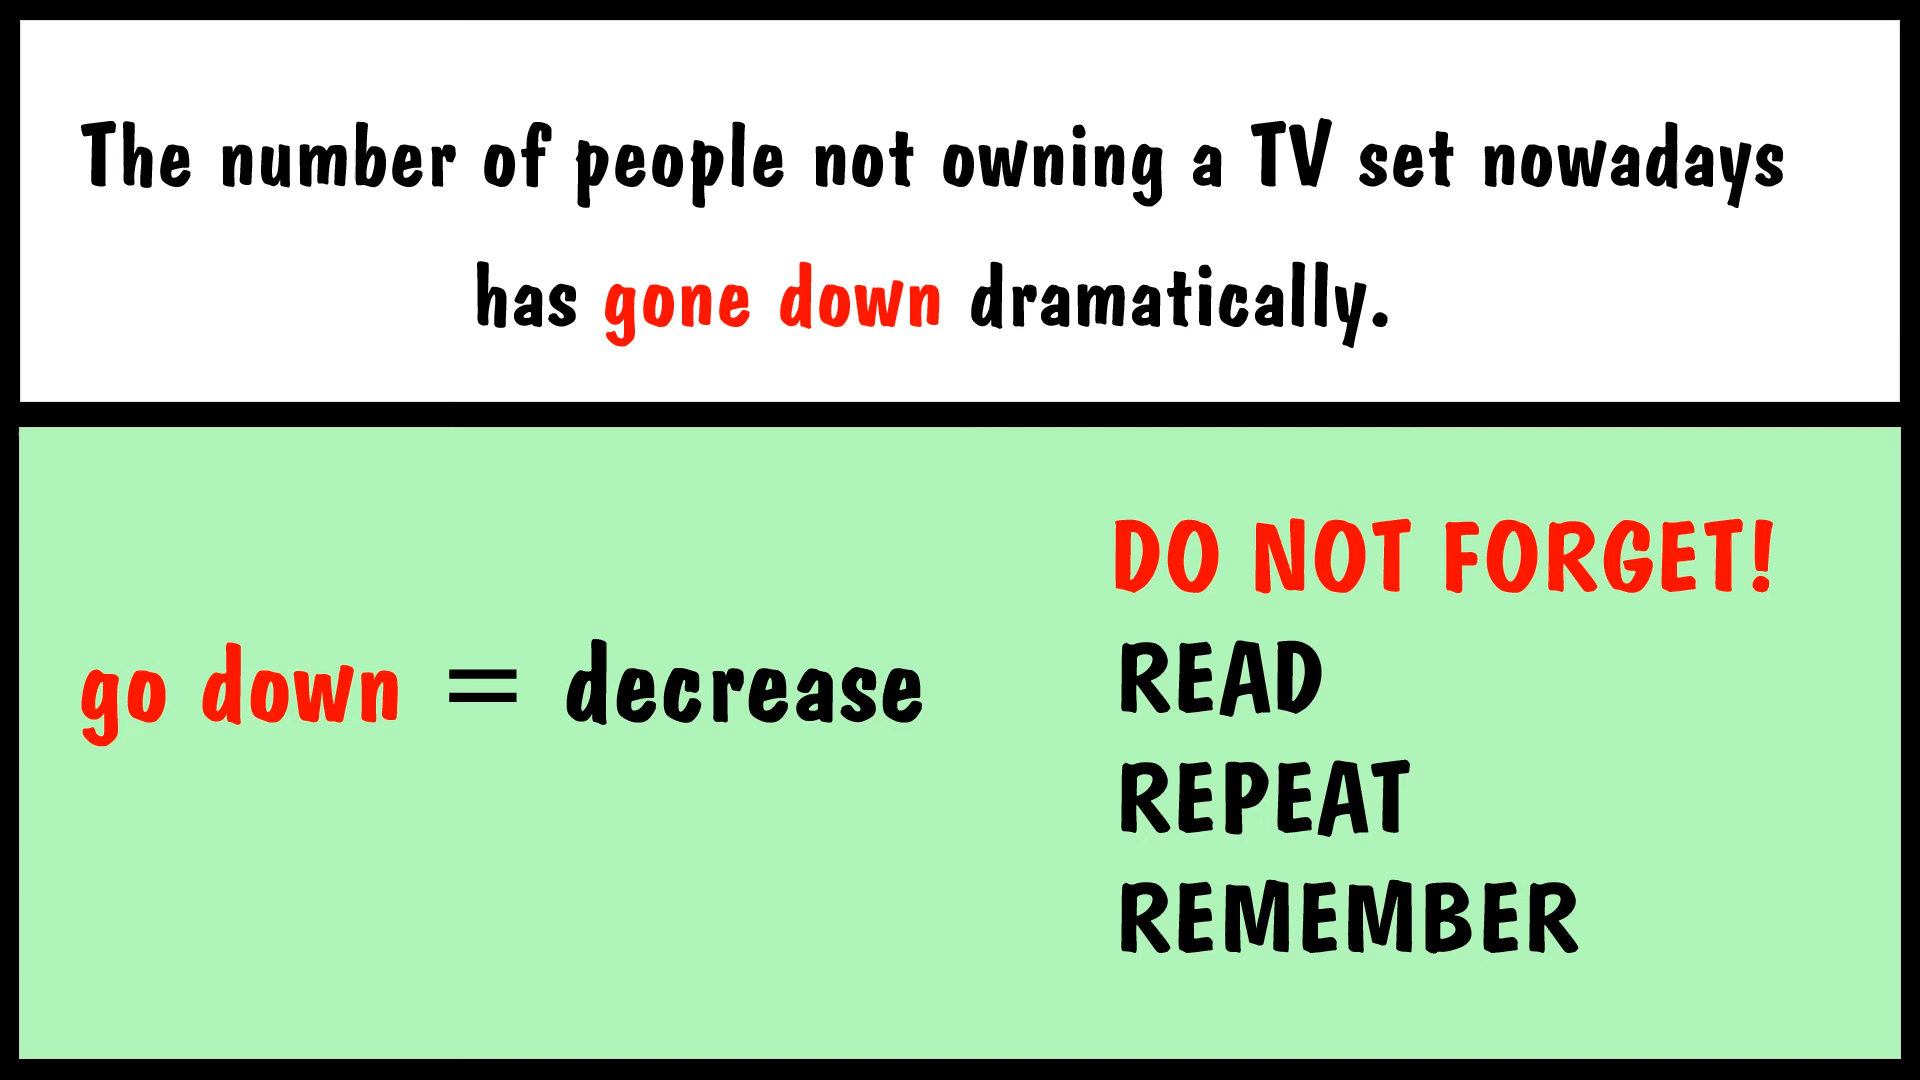 The number of people not owning a TV set nowadays
has gone down dramatically.
go down = decrease
DO NOT FORGET!
READ
REPEAT
REMEMBER